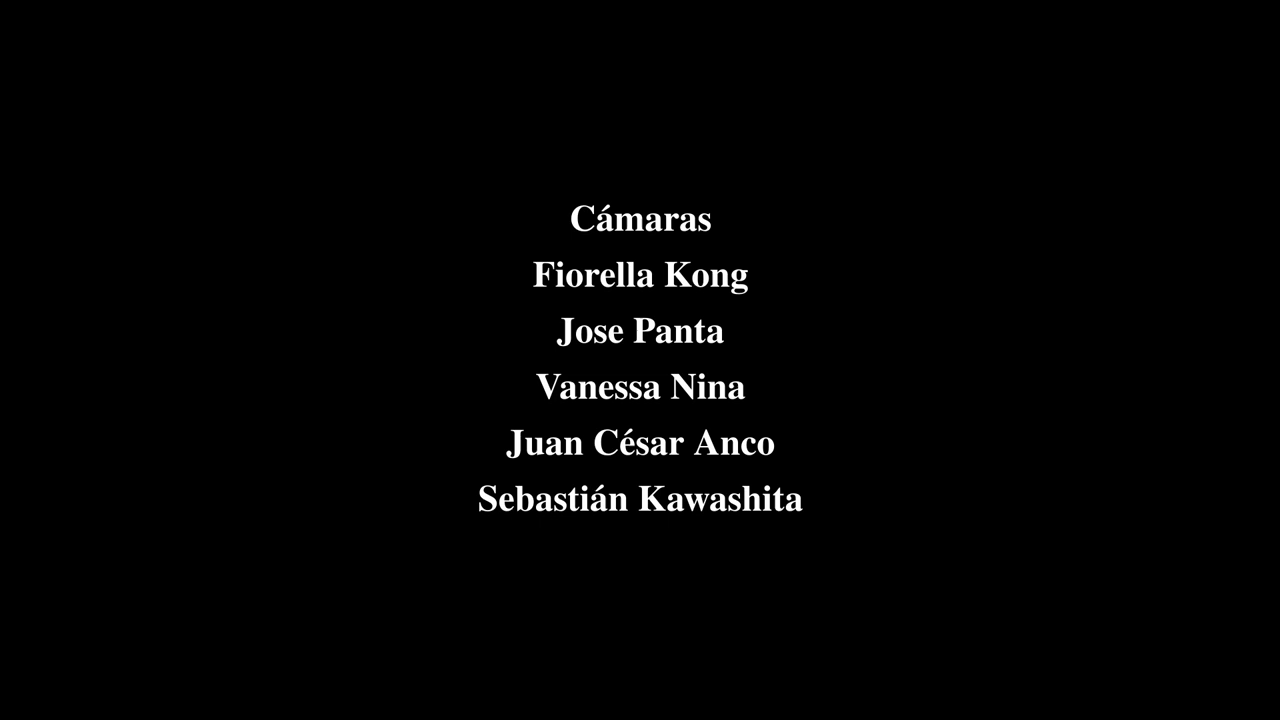 Cámaras
Fiorella Kong
Jose Panta
Vanessa Nina
Juan César Anco
Sebastián Kawashita